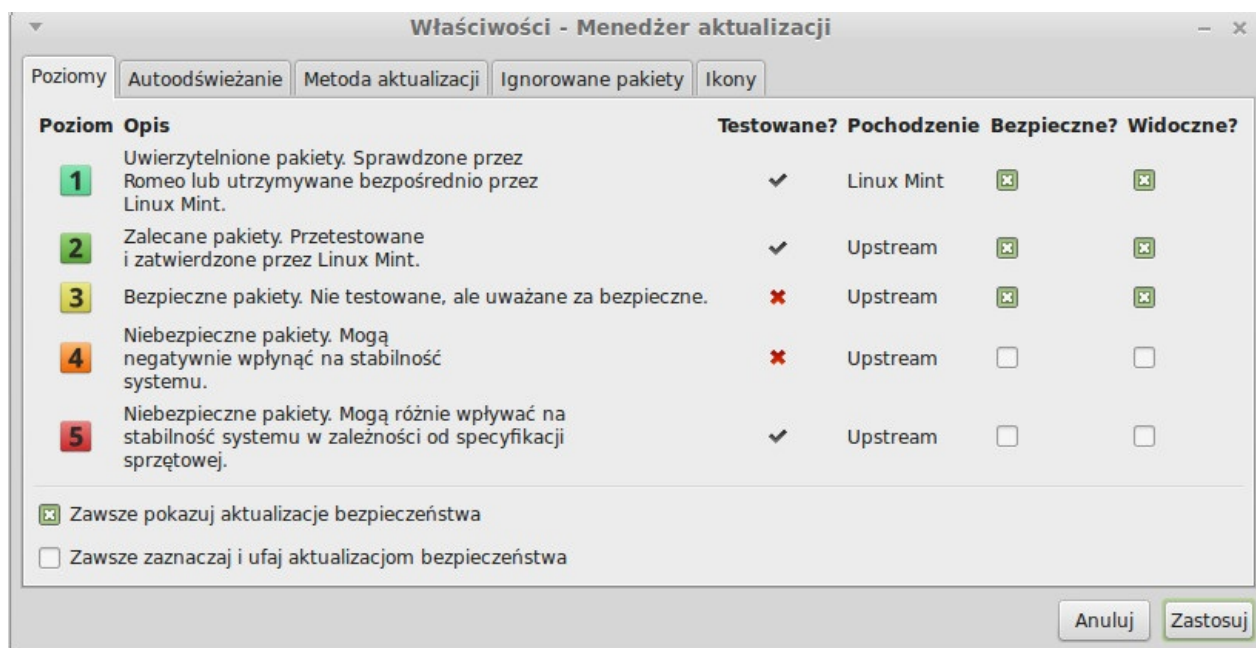 Właściwości - Menedżer aktualizacji
Poziomy Autoodświeżanie Metoda aktualizacji Ignorowane pakiety Ikony
Poziom Opis Testowane? Pochodzenie Bezpieczne? Widoczne?
Uwierzytelnione pakiety. Sprawdzone przez
1 Romeo lub utrzymywane bezpośrednio przez Linux Mint
Linux Mint.
Zalecane pakiety. Przetestowane
2 i zatwierdzone przez Linux Mint. Upstream
3 Bezpieczne pakiety. Nie testowane, ale uważane za bezpieczne. Upstream
Niebezpieczne pakiety. Mogą
4 negatywnie wpłynąć na stabilność Upstream
systemu.
Niebezpieczne pakiety. Mogą różnie wpływać na
5 stabilność systemu w zależności od specyfikacji Upstream
sprzętowej.
Zawsze pokazuj aktualizacje bezpieczeństwa
Zawsze zaznaczaj i ufaj aktualizacjom bezpieczeństwa
Anuluj Zastosuj